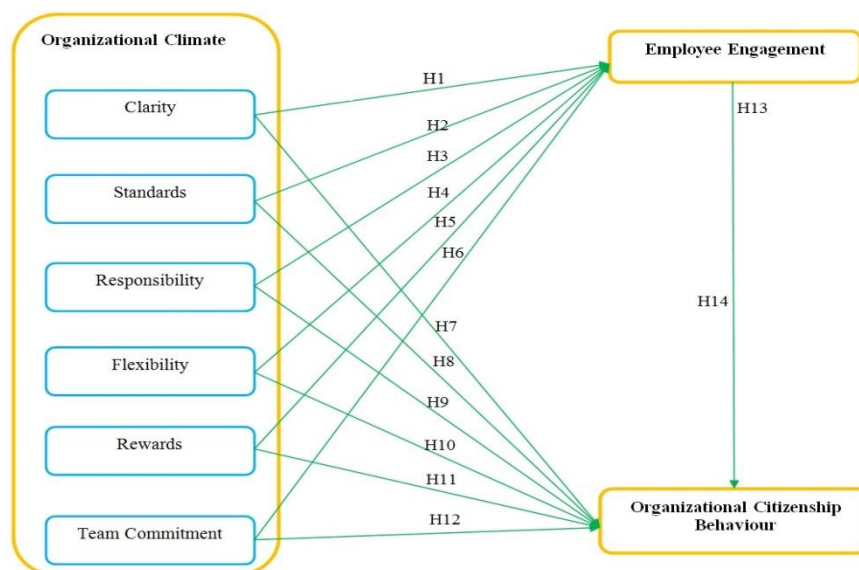 Organizational Climate
Clarity
Standards
Responsibility
Flexibility
Rewards
Team Commitment
H1
H2
H3
H4
H5
H6
H7
H8
H9
H10
H11
H12
Employee Engagement
H13
H14
Organizational Citizenship
Behaviour